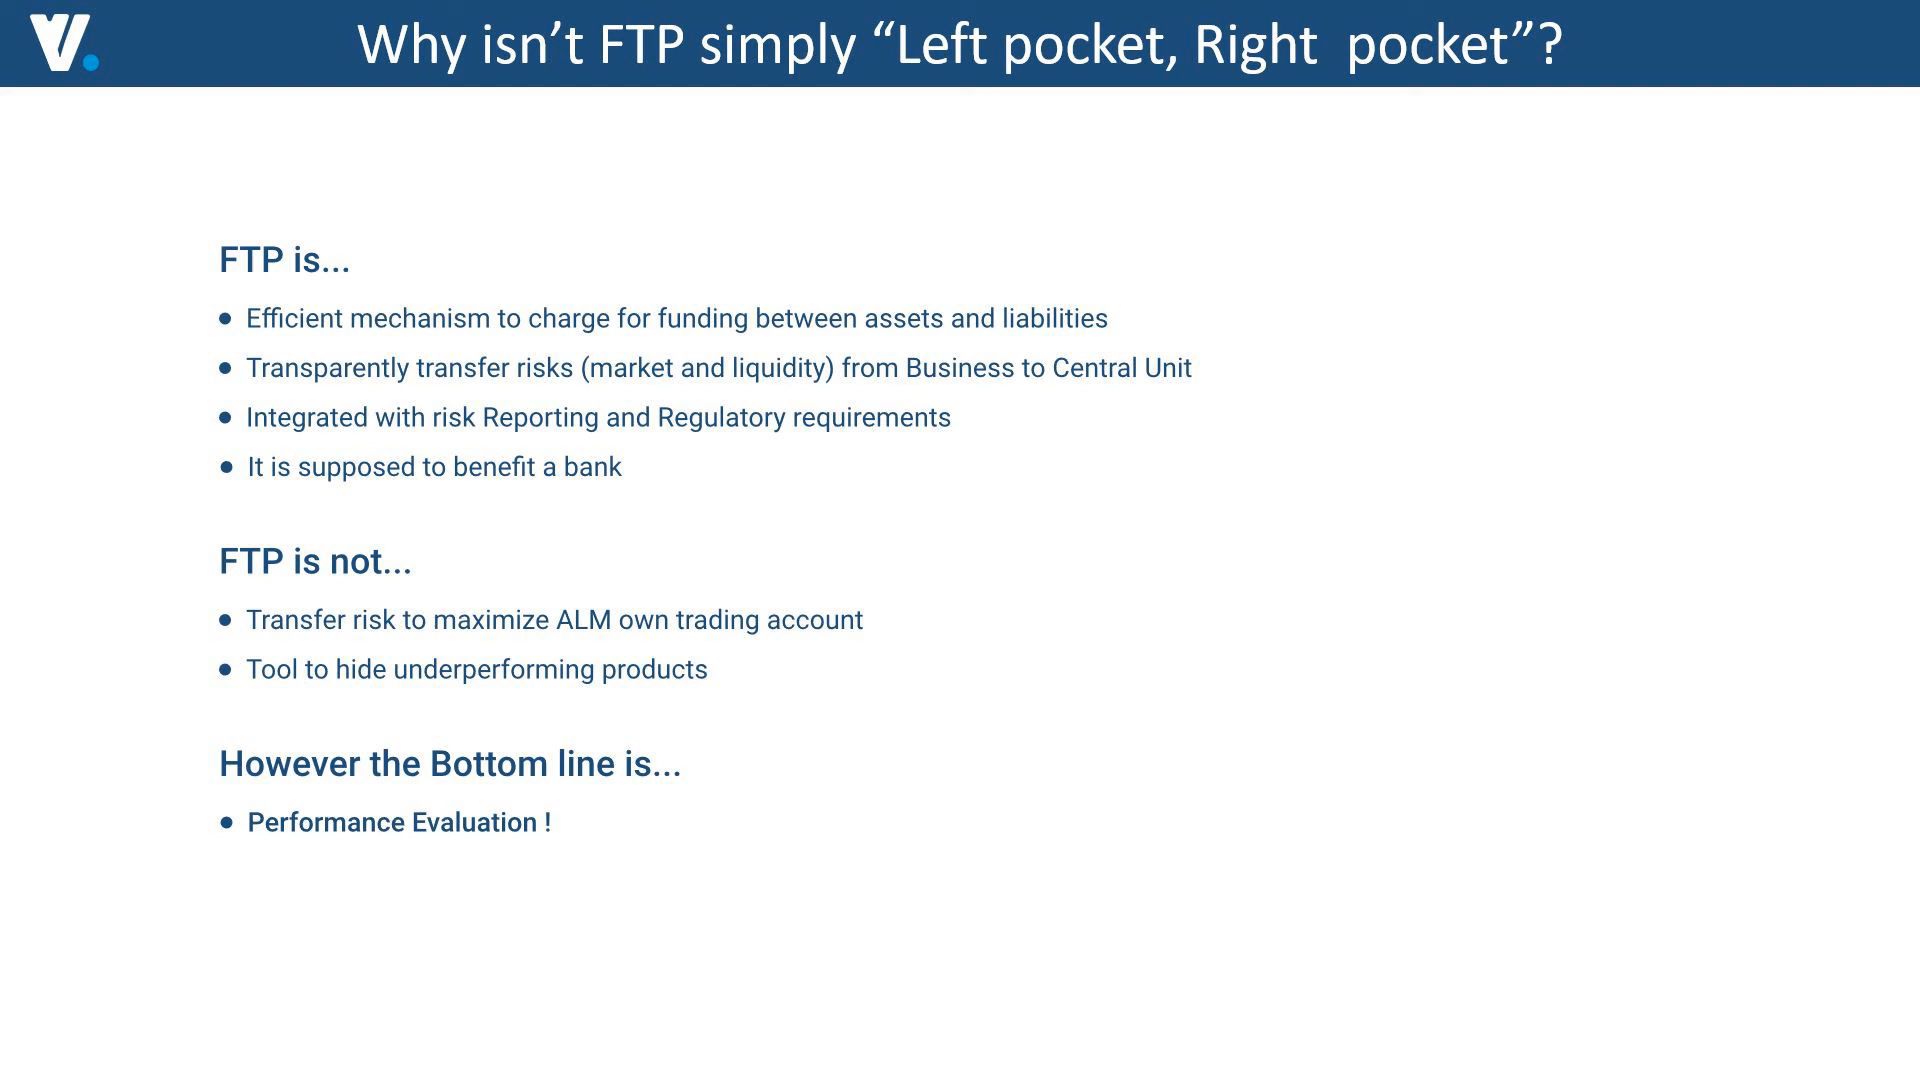 V.
Why isn’t FTP simply “Left pocket, Right  pocket”?
FTP is...
● Efficient mechanism to charge for funding between assets and liabilities
● Transparently transfer risks (market and liquidity) from Business to Central Unit
● Integrated with risk Reporting and Regulatory requirements
● It is supposed to benefit a bank
FTP is not...
● Transfer risk to maximize ALM own trading account
● Tool to hide underperforming products
However the Bottom line is...
● Performance Evaluation !